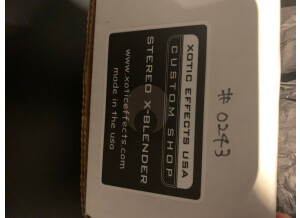 XOTIC EFFECTS USA
CUSTOM SHOP
STEREO X-BLENDER
www.xoticeffects.com
made in the usa
# 0243